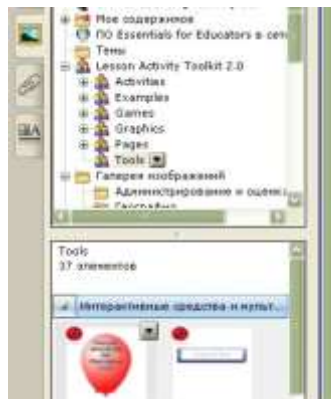 Мое содержимое
ПО Essentials for Educators в сети
Темы
Lesson Activity Toolkit 2.0
Activities
Examples
Games
Graphics
Pages
Tools
Галерея изображений
Администрирование и оценка
География
Tools
37 элементов
Интерактивные средства и мульт...